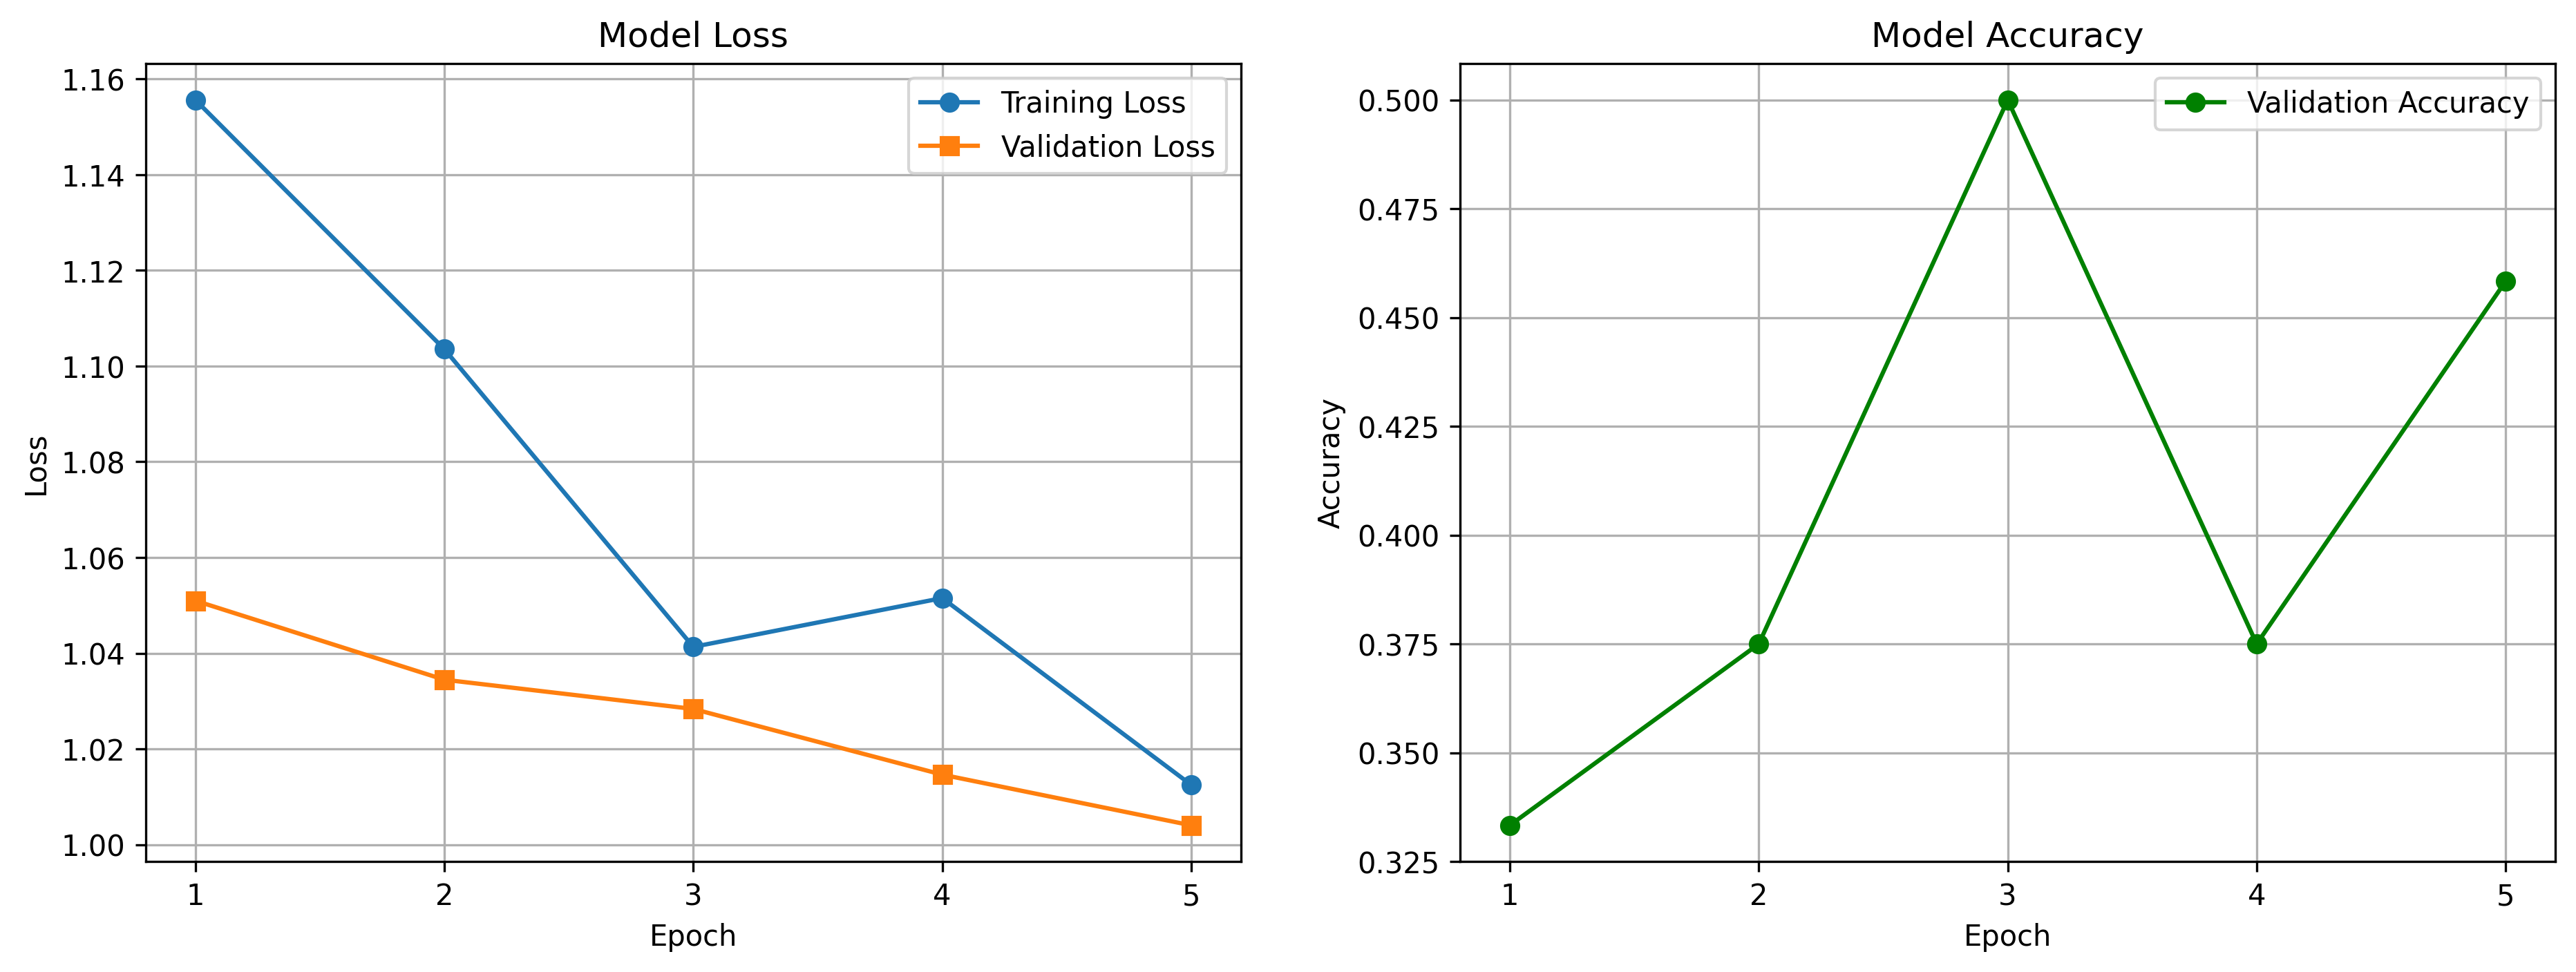 Model Loss
1.16
1.14
1.12
1.10
1.08
1.06
1.04
1.02
1.00
Loss
Training Loss
Validation Loss
1 2 3 4 5
Epoch
Model Accuracy
0.500
0.475
0.450
0.425
0.400
0.375
0.350
0.325
Accuracy
Validation Accuracy
1 2 3 4 5
Epoch